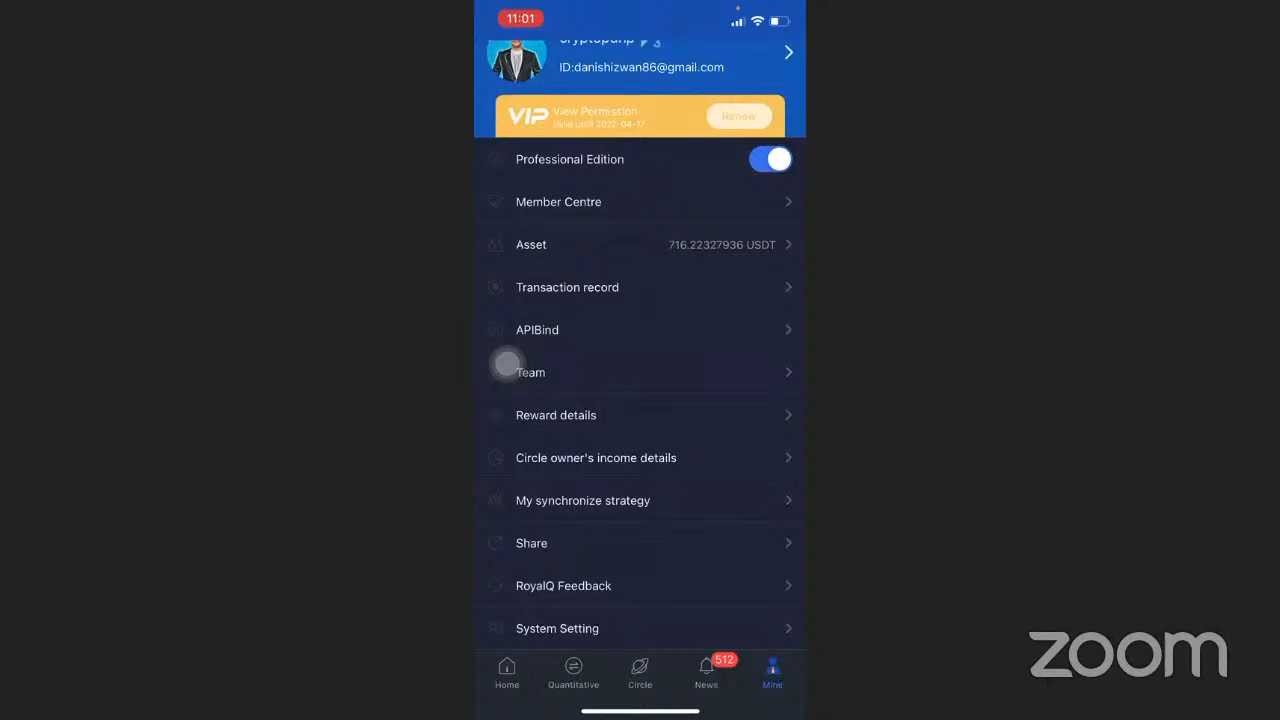 11:01
cryptopunp 3
ID:danishizwan86@gmail.com
VIP View Permission
Valid until 2022-04-17
Renew
Professional Edition
Member Centre
Asset 716.22327936 USDT
Transaction record
APIBind
Team
Reward details
Circle owner's income details
My synchronize strategy
Share
RoyalQ Feedback
System Setting
512
Home Quantitative Circle News Mine
zoom